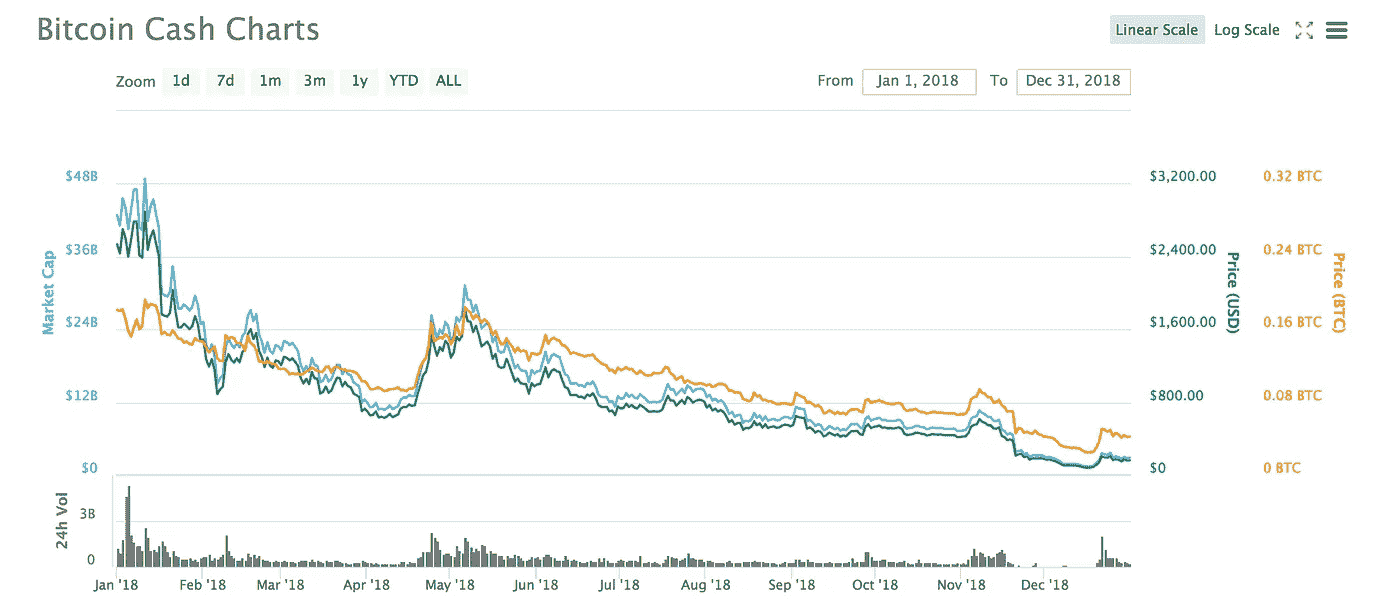 Bitcoin Cash Charts
Linear Scale Log Scale
Zoom 1d 7d 1m 3m 1y YTD ALL From Jan 1, 2018 To Dec 31, 2018
$48B $3,200.00 0.32 BTC
$36B $2,400.00 0.24 BTC
Market Cap Price (USD) Price (BTC)
$24B $1,600.00 0.16 BTC
$12B $800.00 0.08 BTC
$0 $0 0 BTC
24h Vol
3B
0
Jan '18 Feb '18 Mar '18 Apr '18 May '18 Jun '18 Jul '18 Aug '18 Sep '18 Oct '18 Nov '18 Dec '18